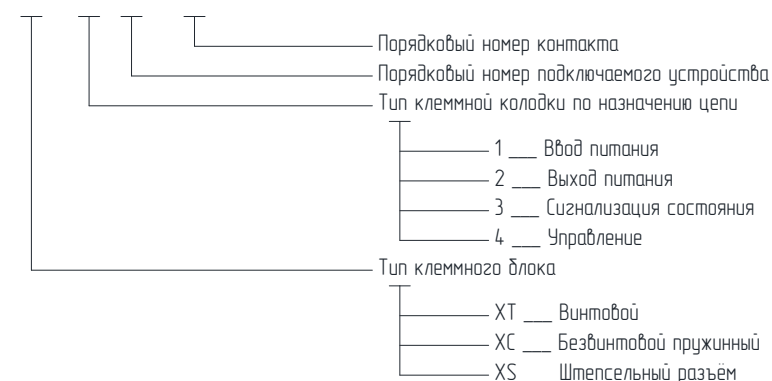 Порядковый номер контакта
Порядковый номер подключаемого устройства
Тип клеммной колодки по назначению цепи
1 ___ Ввод питания
2 ___ Выход питания
3 ___ Сигнализация состояния
4 ___ Управление
Тип клеммного блока
XT ___ Винтовой
XC ___ Безвинтовой пружинный
XS ___ Штепсельный разъём